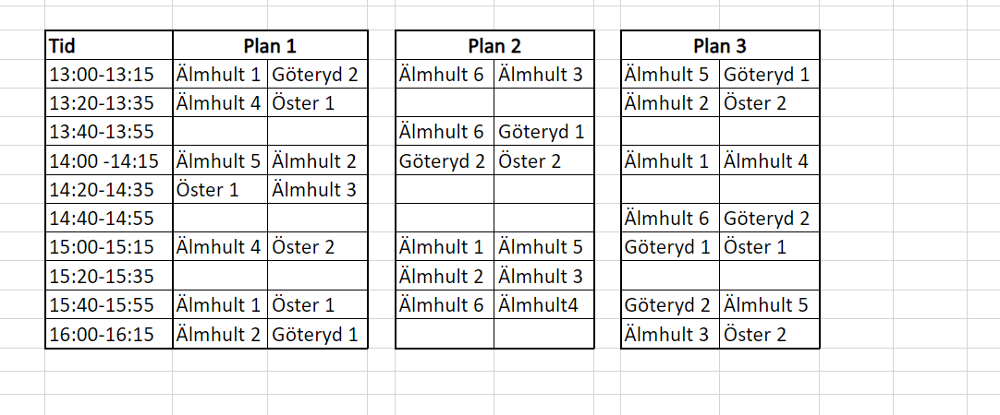 Tid Plan 1 Plan 2 Plan 3
13:00-13:15 Älmhult 1 Göteryd 2 Älmhult 6 Älmhult 3 Älmhult 5 Göteryd 1
13:20-13:35 Älmhult 4 Öster 1 Älmhult 2 Öster 2
13:40-13:55 Älmhult 6 Göteryd 1
14:00 -14:15 Älmhult 5 Älmhult 2 Göteryd 2 Öster 2 Älmhult 1 Älmhult 4
14:20-14:35 Öster 1 Älmhult 3
14:40-14:55 Älmhult 6 Göteryd 2
15:00-15:15 Älmhult 4 Öster 2 Älmhult 1 Älmhult 5 Göteryd 1 Öster 1
15:20-15:35 Älmhult 2 Älmhult 3
15:40-15:55 Älmhult 1 Öster 1 Älmhult 6 Älmhult4 Göteryd 2 Älmhult 5
16:00-16:15 Älmhult 2 Göteryd 1 Älmhult 3 Öster 2